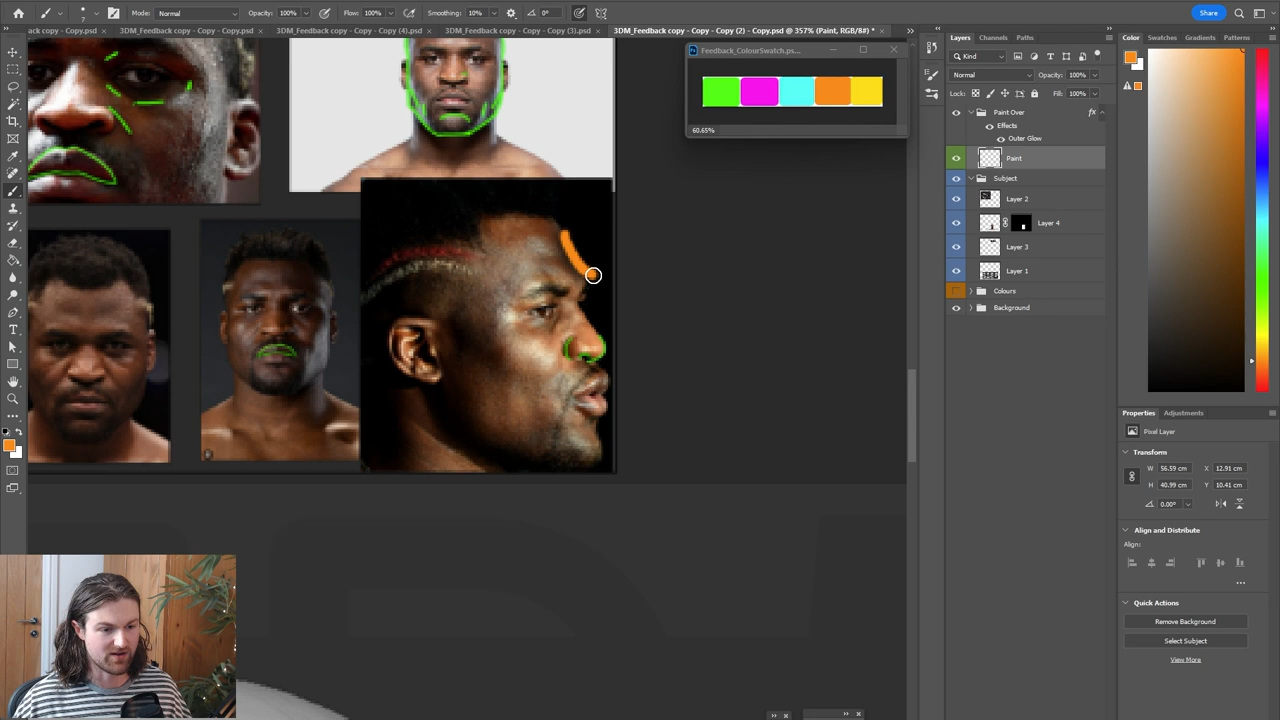 Mode: Normal Opacity: 100% Flow: 100% Smoothing: 10% 0° Share
ack copy - Copy.psd × 3DM_Feedback copy - Copy.psd × 3DM_Feedback copy - Copy (4).psd × 3DM_Feedback copy - Copy (3).psd × 3DM_Feedback copy - Copy (2) - Copy.psd @ 357% (Paint, RGB/8#) * ×
7
Feedback_ColourSwatch.ps...
60.65%
Layers Channels Paths
Kind
Normal Opacity: 100%
Lock: Fill: 100%
Paint Over fx
Effects
Outer Glow
Paint
Subject
Layer 2
Layer 4
Layer 3
Layer 1
Colours
Background
Color Swatches Gradients Patterns
Properties Adjustments
Pixel Layer
Transform
W 56.59 cm X 12.91 cm
H 40.99 cm Y 10.41 cm
0.00°
Align and Distribute
Align:
Quick Actions
Remove Background
Select Subject
View More